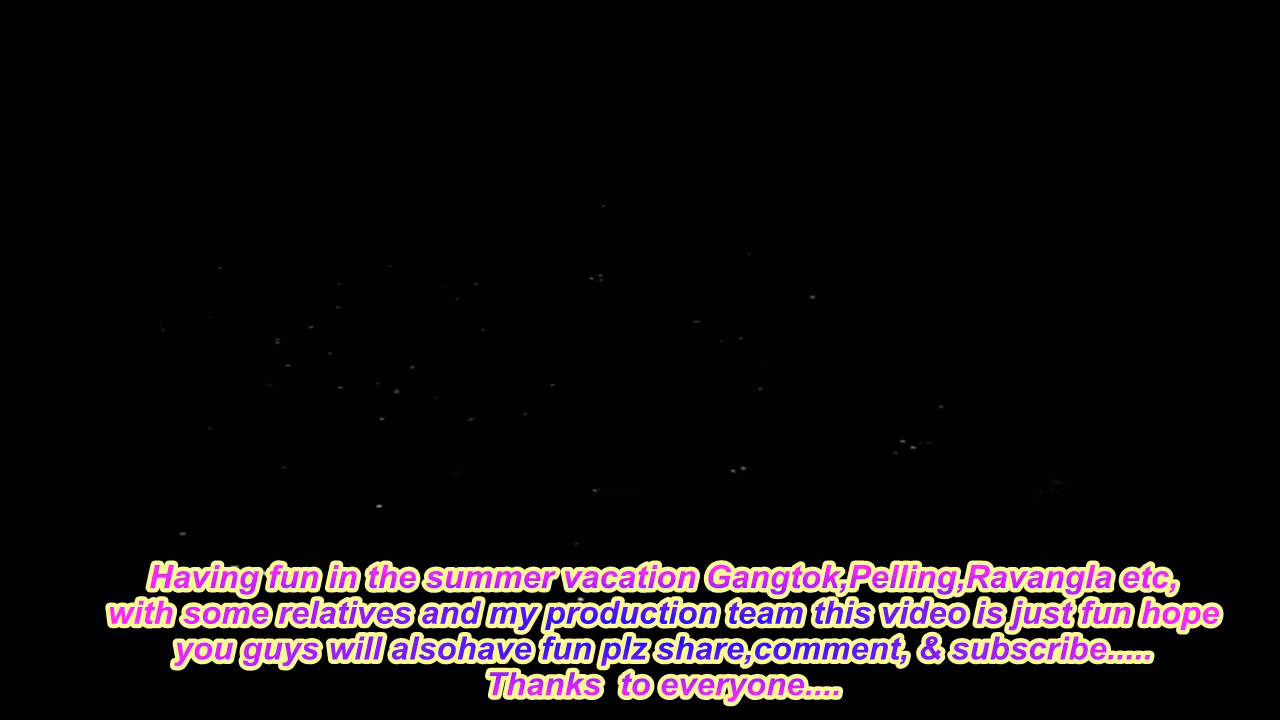 Having fun in the summer vacation Gangtok,Pelling,Ravangla etc,
with some relatives and my production team this video is just fun hope
you guys will alsohave fun plz share,comment, & subscribe.....
Thanks  to everyone....